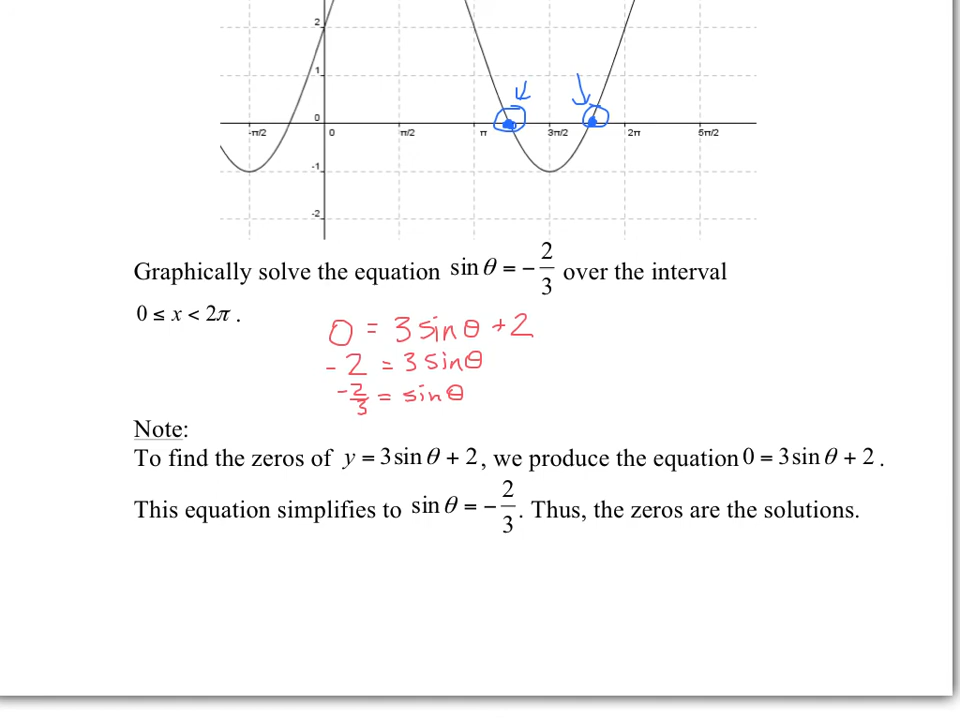 2
1
0
-π/2 0 π/2 π 3π/2 2π 5π/2
-1
-2
Graphically solve the equation sin θ = −2/3 over the interval
0 ≤ x < 2π .
0 = 3 sin θ + 2
- 2 = 3 sin θ
-2/3 = sin θ
Note:
To find the zeros of y = 3 sin θ + 2, we produce the equation 0 = 3 sin θ + 2 .
This equation simplifies to sin θ = −2/3. Thus, the zeros are the solutions.